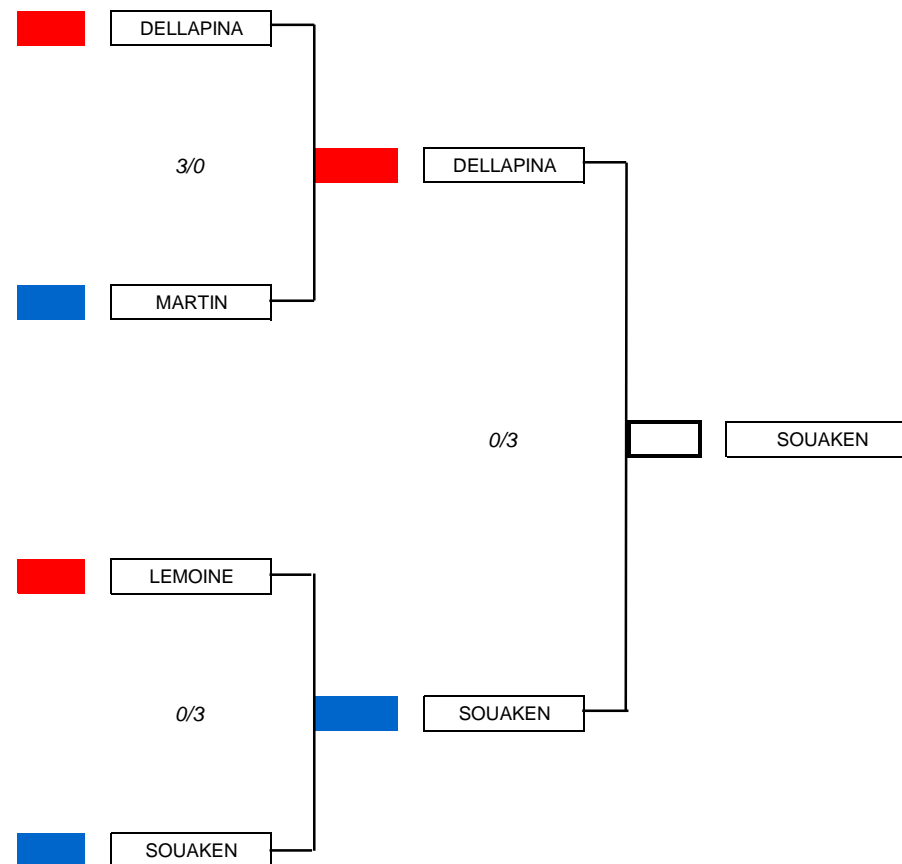 DELLAPINA
3/0
DELLAPINA
MARTIN
0/3
SOUAKEN
LEMOINE
0/3
SOUAKEN
SOUAKEN